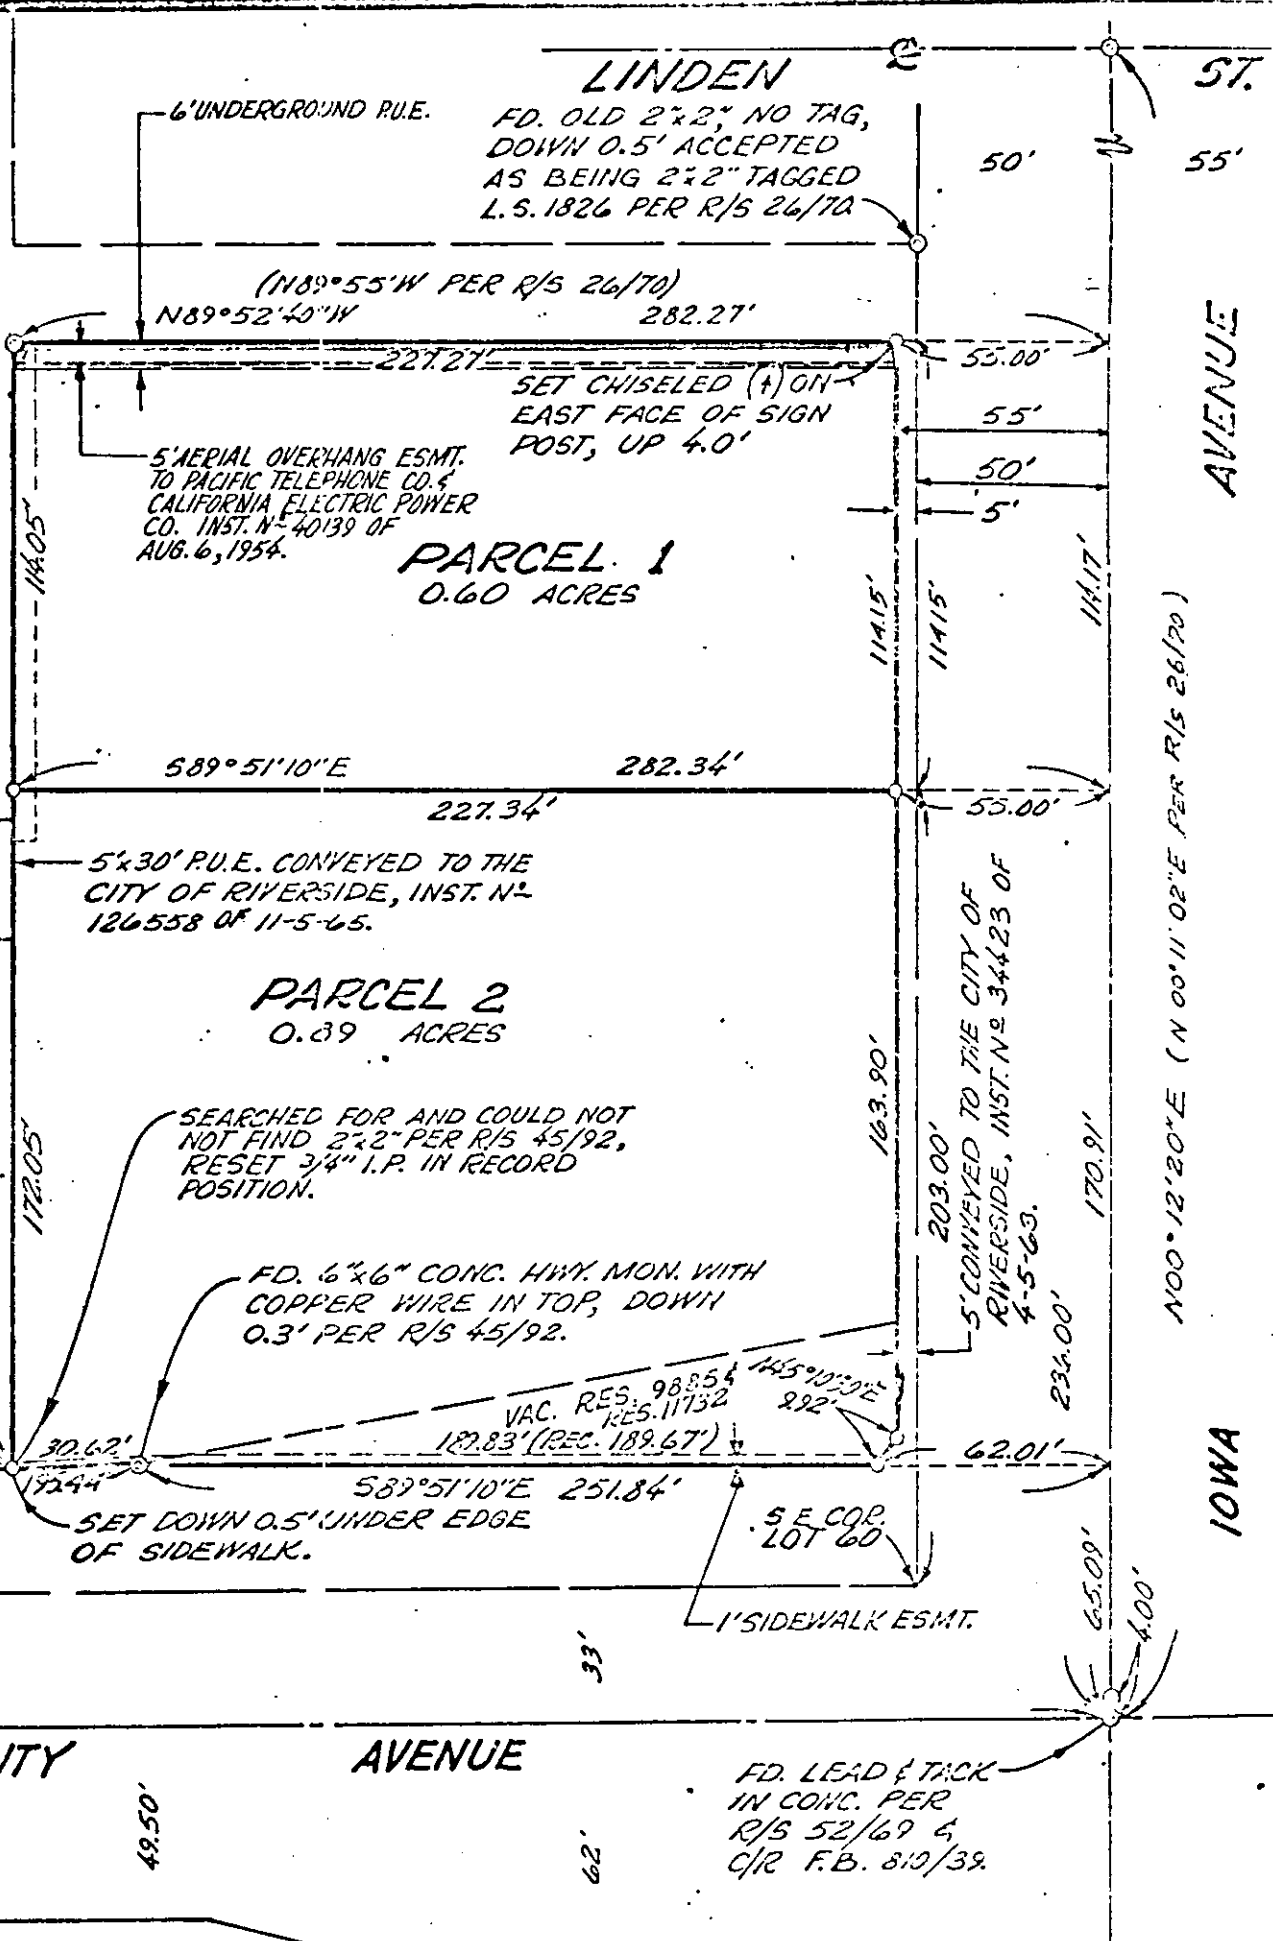 LINDEN
ST.
6' UNDERGROUND P.U.E.
FD. OLD 2"x2", NO TAG,
DOWN 0.5' ACCEPTED
AS BEING 2"x2" TAGGED
L.S. 1826 PER R/S 26/70
50'
55'
(N89°55'W PER R/S 26/70)
N89°52'40"W 282.27'
227.27'
55.00'
SET CHISELED (+) ON
EAST FACE OF SIGN
POST, UP 4.0'
55'
50'
5'
AVENUE
5' AERIAL OVERHANG ESMT.
TO PACIFIC TELEPHONE CO. &
CALIFORNIA ELECTRIC POWER
CO. INST. Nº 40139 OF
AUG. 6, 1954.
114.05'
PARCEL 1
0.60 ACRES
114.15'
114.15'
114.17'
N00°12'20"E (N 00°11'02"E PER R/S 26/70)
S89°51'10"E 282.34'
227.34'
55.00'
5'x30' P.U.E. CONVEYED TO THE
CITY OF RIVERSIDE, INST. Nº
126558 OF 11-5-65.
PARCEL 2
0.89 ACRES
163.90'
203.00'
5' CONVEYED TO THE CITY OF
RIVERSIDE, INST. Nº 34423 OF
4-5-63.
170.91'
236.00'
172.05'
SEARCHED FOR AND COULD NOT
NOT FIND 2"x2" PER R/S 45/92,
RESET 3/4" I.P. IN RECORD
POSITION.
FD. 6"x6" CONC. HWY. MON. WITH
COPPER WIRE IN TOP, DOWN
0.3' PER R/S 45/92.
VAC. RES. 9885 &
RES. 11732
9.92'
30.62'
189.83' (REC. 189.67')
62.01'
S89°51'10"E 251.84'
SET DOWN 0.5' UNDER EDGE
OF SIDEWALK.
S E COR.
LOT 60
IOWA
1' SIDEWALK ESMT.
65.09'
4.00'
33'
ITY AVENUE
49.50'
62'
FD. LEAD & TACK
IN CONC. PER
R/S 52/69 &
C/R F.B. 810/39.